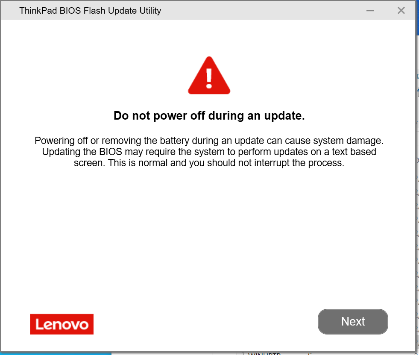 ThinkPad BIOS Flash Update Utility
Do not power off during an update.
Powering off or removing the battery during an update can cause system damage.
Updating the BIOS may require the system to perform updates on a text based
screen. This is normal and you should not interrupt the process.
Lenovo
Next